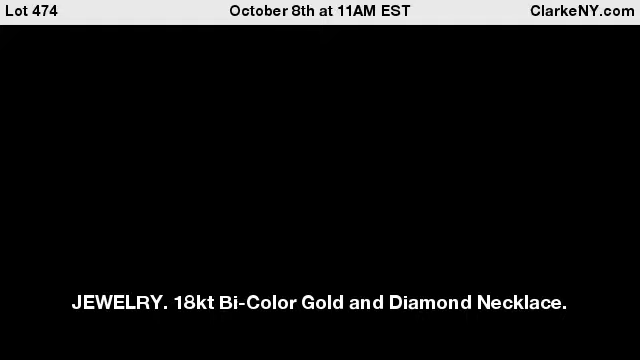 Lot 474 October 8th at 11AM EST ClarkeNY.com
JEWELRY. 18kt Bi-Color Gold and Diamond Necklace.